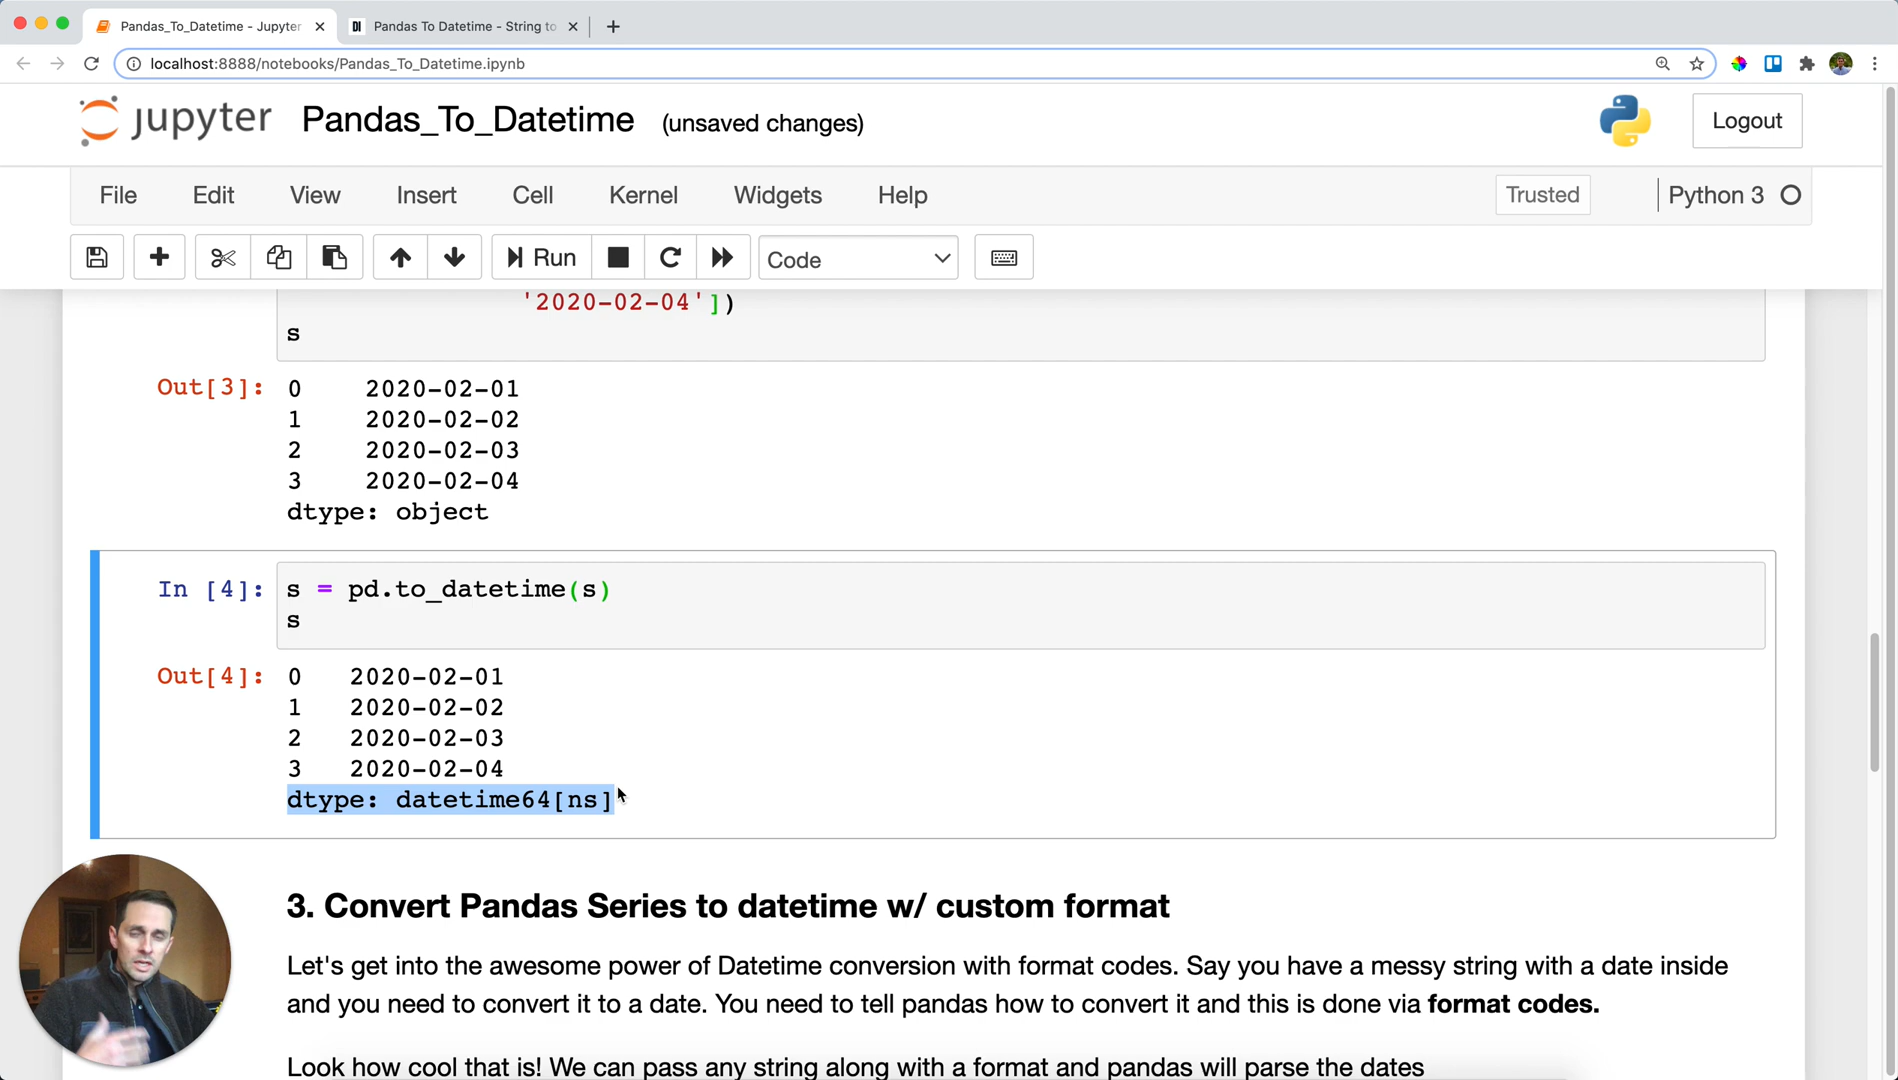 Pandas_To_Datetime - Jupyter
DI Pandas To Datetime - String to
localhost:8888/notebooks/Pandas_To_Datetime.ipynb
jupyter Pandas_To_Datetime (unsaved changes)
Logout
File Edit View Insert Cell Kernel Widgets Help
Trusted
Python 3
Run
Code
'2020-02-04'])
s
Out[3]: 0 2020-02-01
1 2020-02-02
2 2020-02-03
3 2020-02-04
dtype: object
In [4]: s = pd.to_datetime(s)
s
Out[4]: 0 2020-02-01
1 2020-02-02
2 2020-02-03
3 2020-02-04
dtype: datetime64[ns]
3. Convert Pandas Series to datetime w/ custom format
Let's get into the awesome power of Datetime conversion with format codes. Say you have a messy string with a date inside
and you need to convert it to a date. You need to tell pandas how to convert it and this is done via format codes.
Look how cool that is! We can pass any string along with a format and pandas will parse the dates